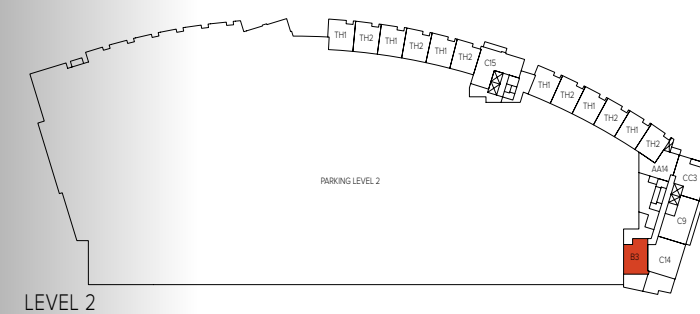 TH1 TH2 TH1 TH2 TH1 TH2 C15 TH1 TH2 TH1 TH2 TH1 TH2
AA14 CC3
PARKING LEVEL 2
C9
B3 C14
LEVEL 2